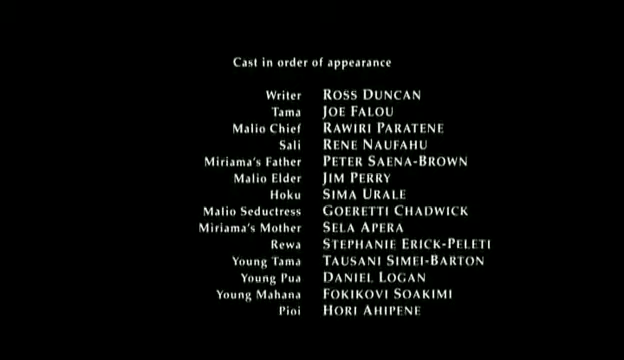 Cast in order of appearance
Writer ROSS DUNCAN
Tama JOE FALOU
Malio Chief RAWIRI PARATENE
Sali RENE NAUFAHU
Miriama's Father PETER SAENA-BROWN
Malio Elder JIM PERRY
Hoku SIMA URALE
Malio Seductress GOERETTI CHADWICK
Miriama's Mother SELA APERA
Rewa STEPHANIE ERICK-PELETI
Young Tama TAUSANI SIMEI-BARTON
Young Pua DANIEL LOGAN
Young Mahana FOKIKOVI SOAKIMI
Pioi HORI AHIPENE